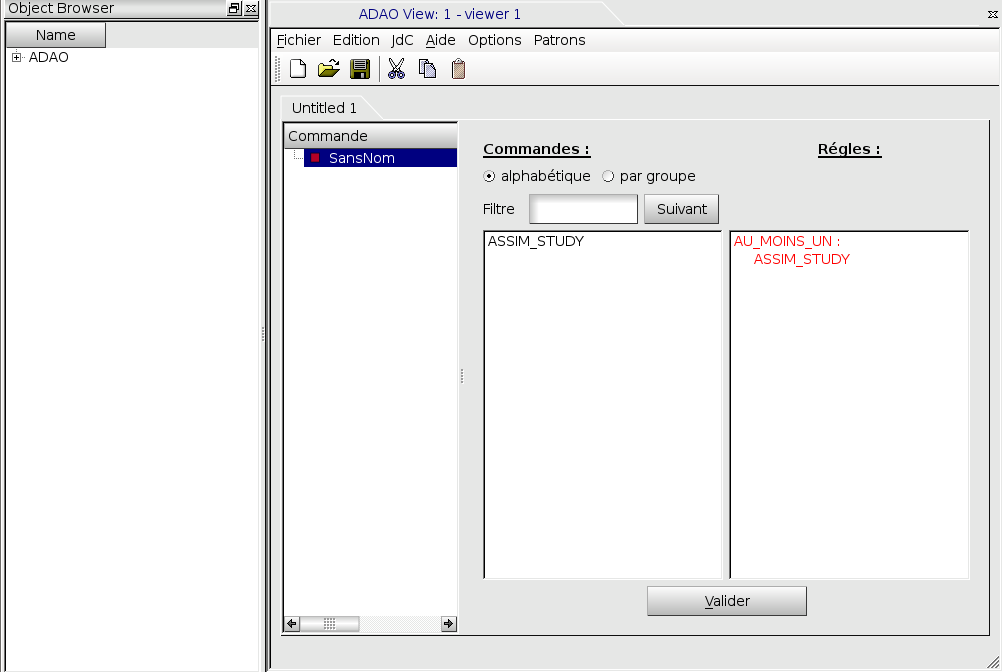 Object Browser
Name
ADAO
ADAO View: 1 - viewer 1
Fichier Edition JdC Aide Options Patrons
Untitled 1
Commande
SansNom
Commandes :
Régles :
alphabétique par groupe
Filtre
Suivant
ASSIM_STUDY
AU_MOINS_UN :
ASSIM_STUDY
Valider